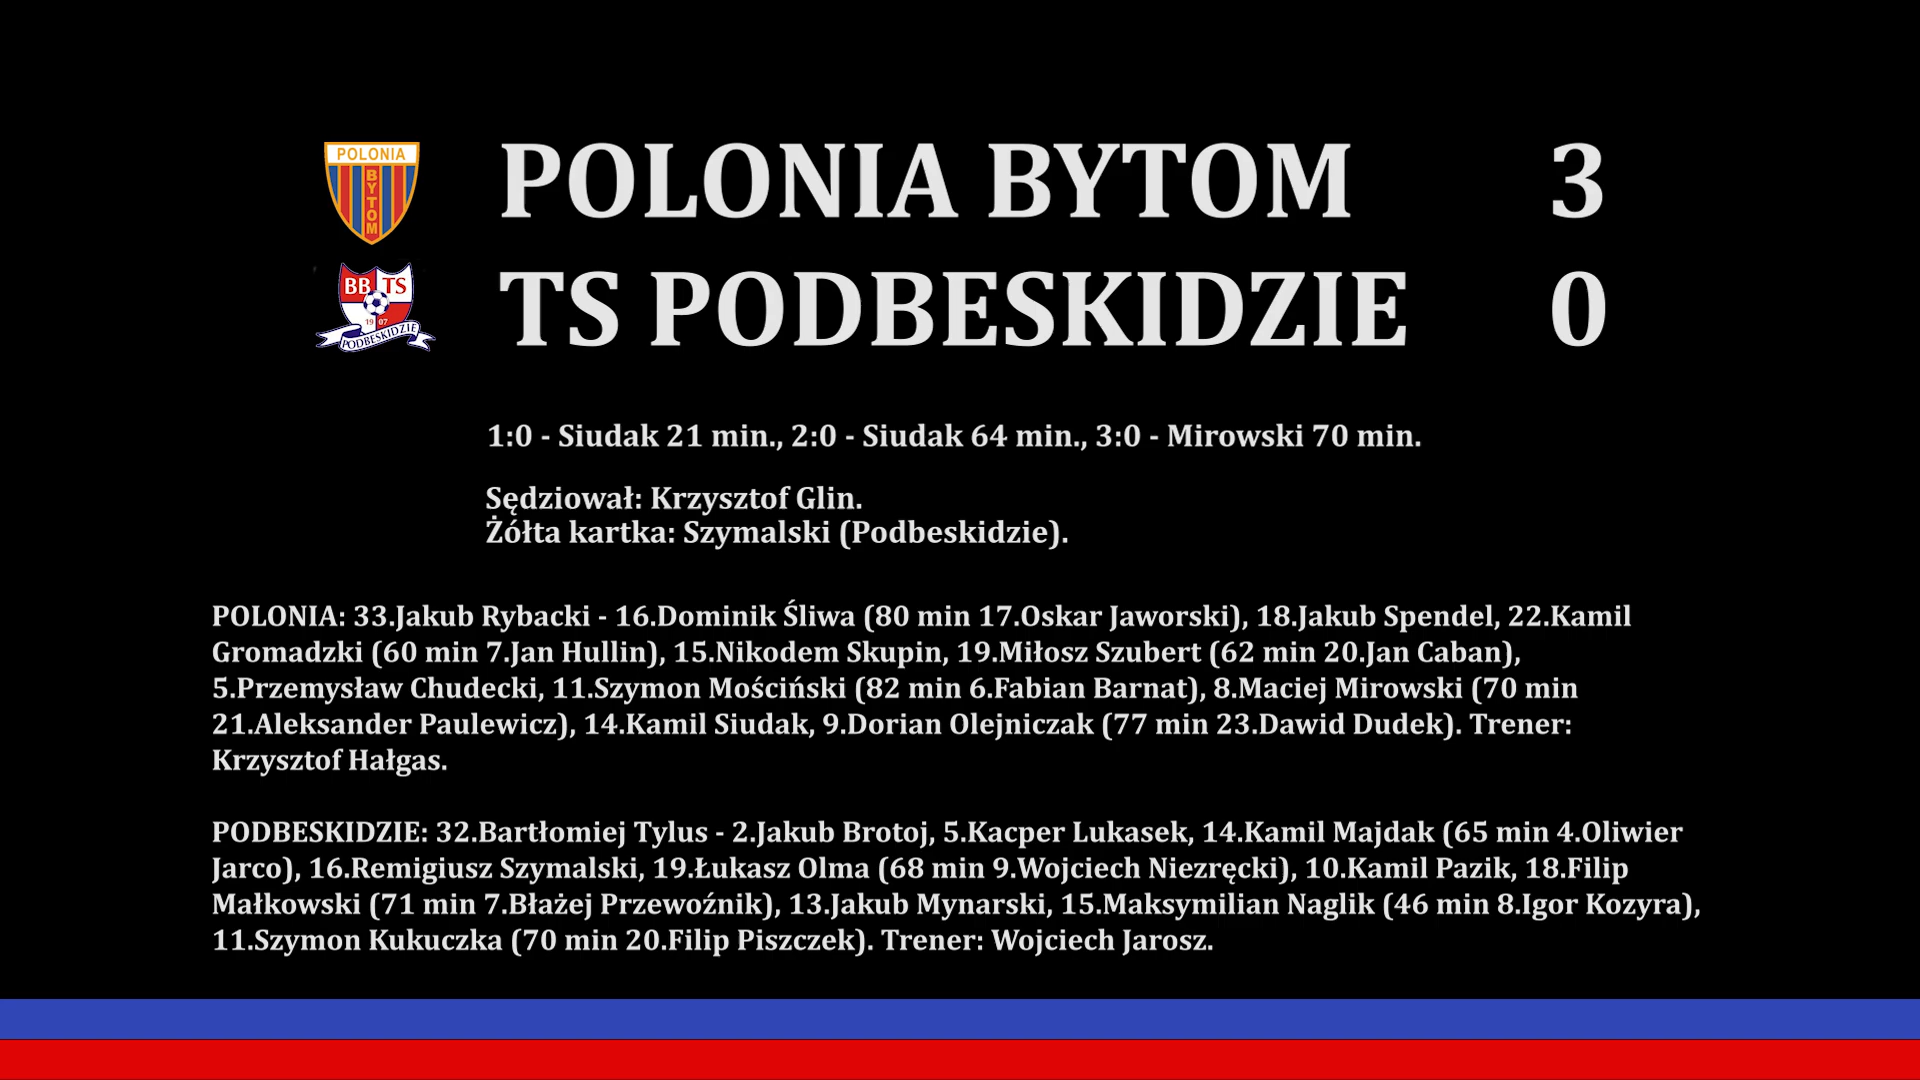 POLONIA
BYTOM
POLONIA BYTOM 3
BB TS
19 07
PODBESKIDZIE
TS PODBESKIDZIE 0
1:0 - Siudak 21 min., 2:0 - Siudak 64 min., 3:0 - Mirowski 70 min.
Sędziował: Krzysztof Glin.
Żółta kartka: Szymalski (Podbeskidzie).
POLONIA: 33.Jakub Rybacki - 16.Dominik Śliwa (80 min 17.Oskar Jaworski), 18.Jakub Spendel, 22.Kamil
Gromadzki (60 min 7.Jan Hullin), 15.Nikodem Skupin, 19.Miłosz Szubert (62 min 20.Jan Caban),
5.Przemysław Chudecki, 11.Szymon Mościński (82 min 6.Fabian Barnat), 8.Maciej Mirowski (70 min
21.Aleksander Paulewicz), 14.Kamil Siudak, 9.Dorian Olejniczak (77 min 23.Dawid Dudek). Trener:
Krzysztof Hałgas.
PODBESKIDZIE: 32.Bartłomiej Tylus - 2.Jakub Brotoj, 5.Kacper Lukasek, 14.Kamil Majdak (65 min 4.Oliwier
Jarco), 16.Remigiusz Szymalski, 19.Łukasz Olma (68 min 9.Wojciech Niezręcki), 10.Kamil Pazik, 18.Filip
Małkowski (71 min 7.Błażej Przewoźnik), 13.Jakub Mynarski, 15.Maksymilian Naglik (46 min 8.Igor Kozyra),
11.Szymon Kukuczka (70 min 20.Filip Piszczek). Trener: Wojciech Jarosz.